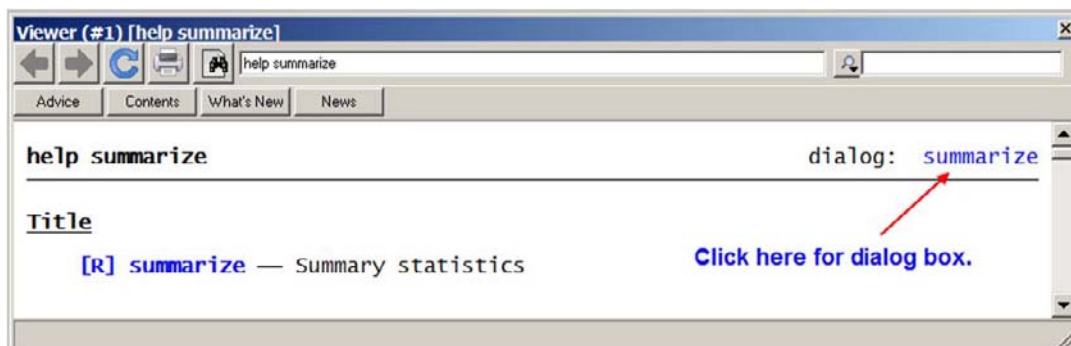 Viewer (#1) [help summarize]
help summarize
Advice Contents What's New News
help summarize dialog: summarize
Title
[R] summarize — Summary statistics
Click here for dialog box.